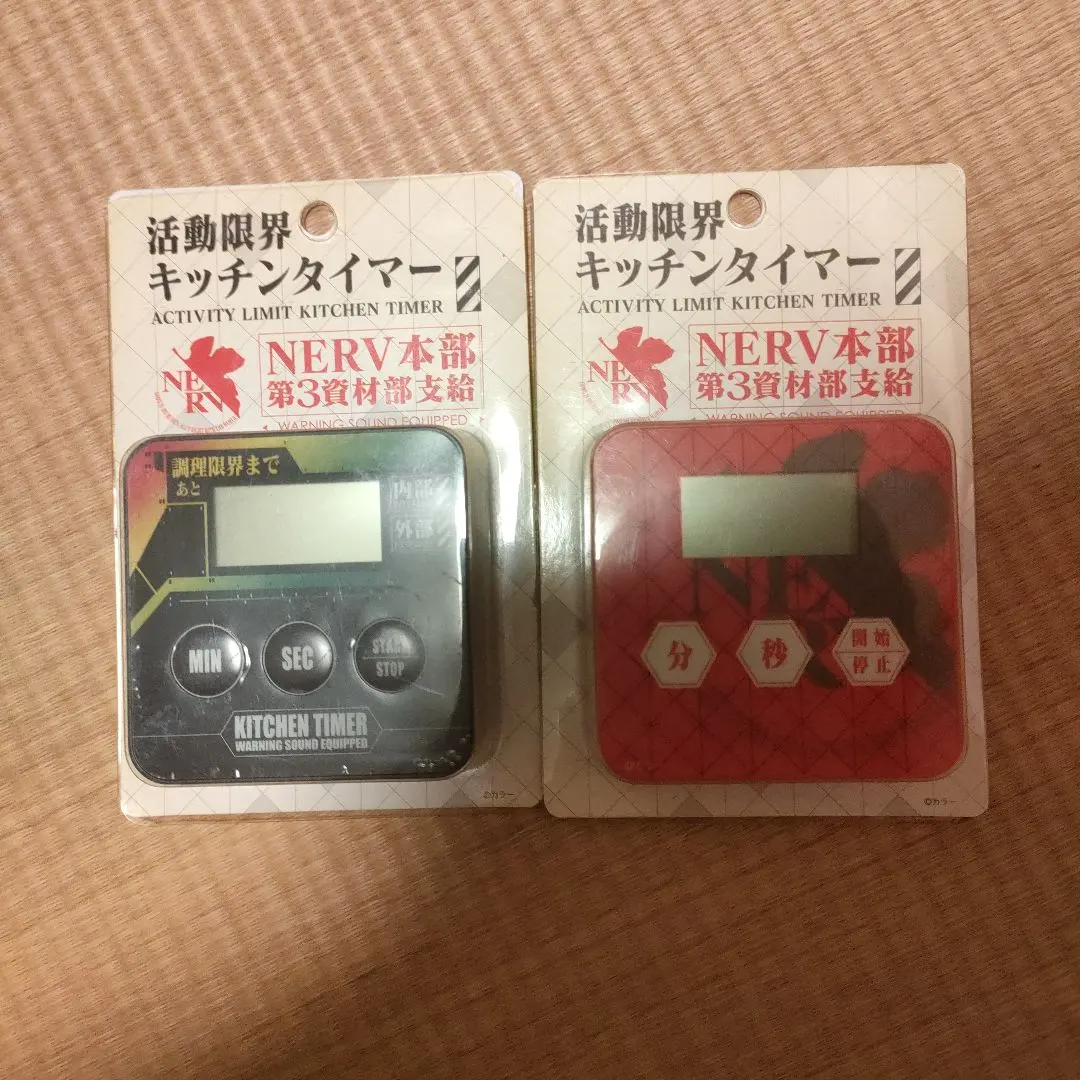 活動限界
キッチンタイマー
ACTIVITY LIMIT KITCHEN TIMER
NERV
NERV本部
第3資材部支給
WARNING SOUND EQUIPPED
調理限界まで
あと
内部
外部
MIN
SEC
START
STOP
KITCHEN TIMER
WARNING SOUND EQUIPPED
©カラー
活動限界
キッチンタイマー
ACTIVITY LIMIT KITCHEN TIMER
NERV
NERV本部
第3資材部支給
WARNING SOUND EQUIPPED
NERV
分
秒
開始
停止
©カラー